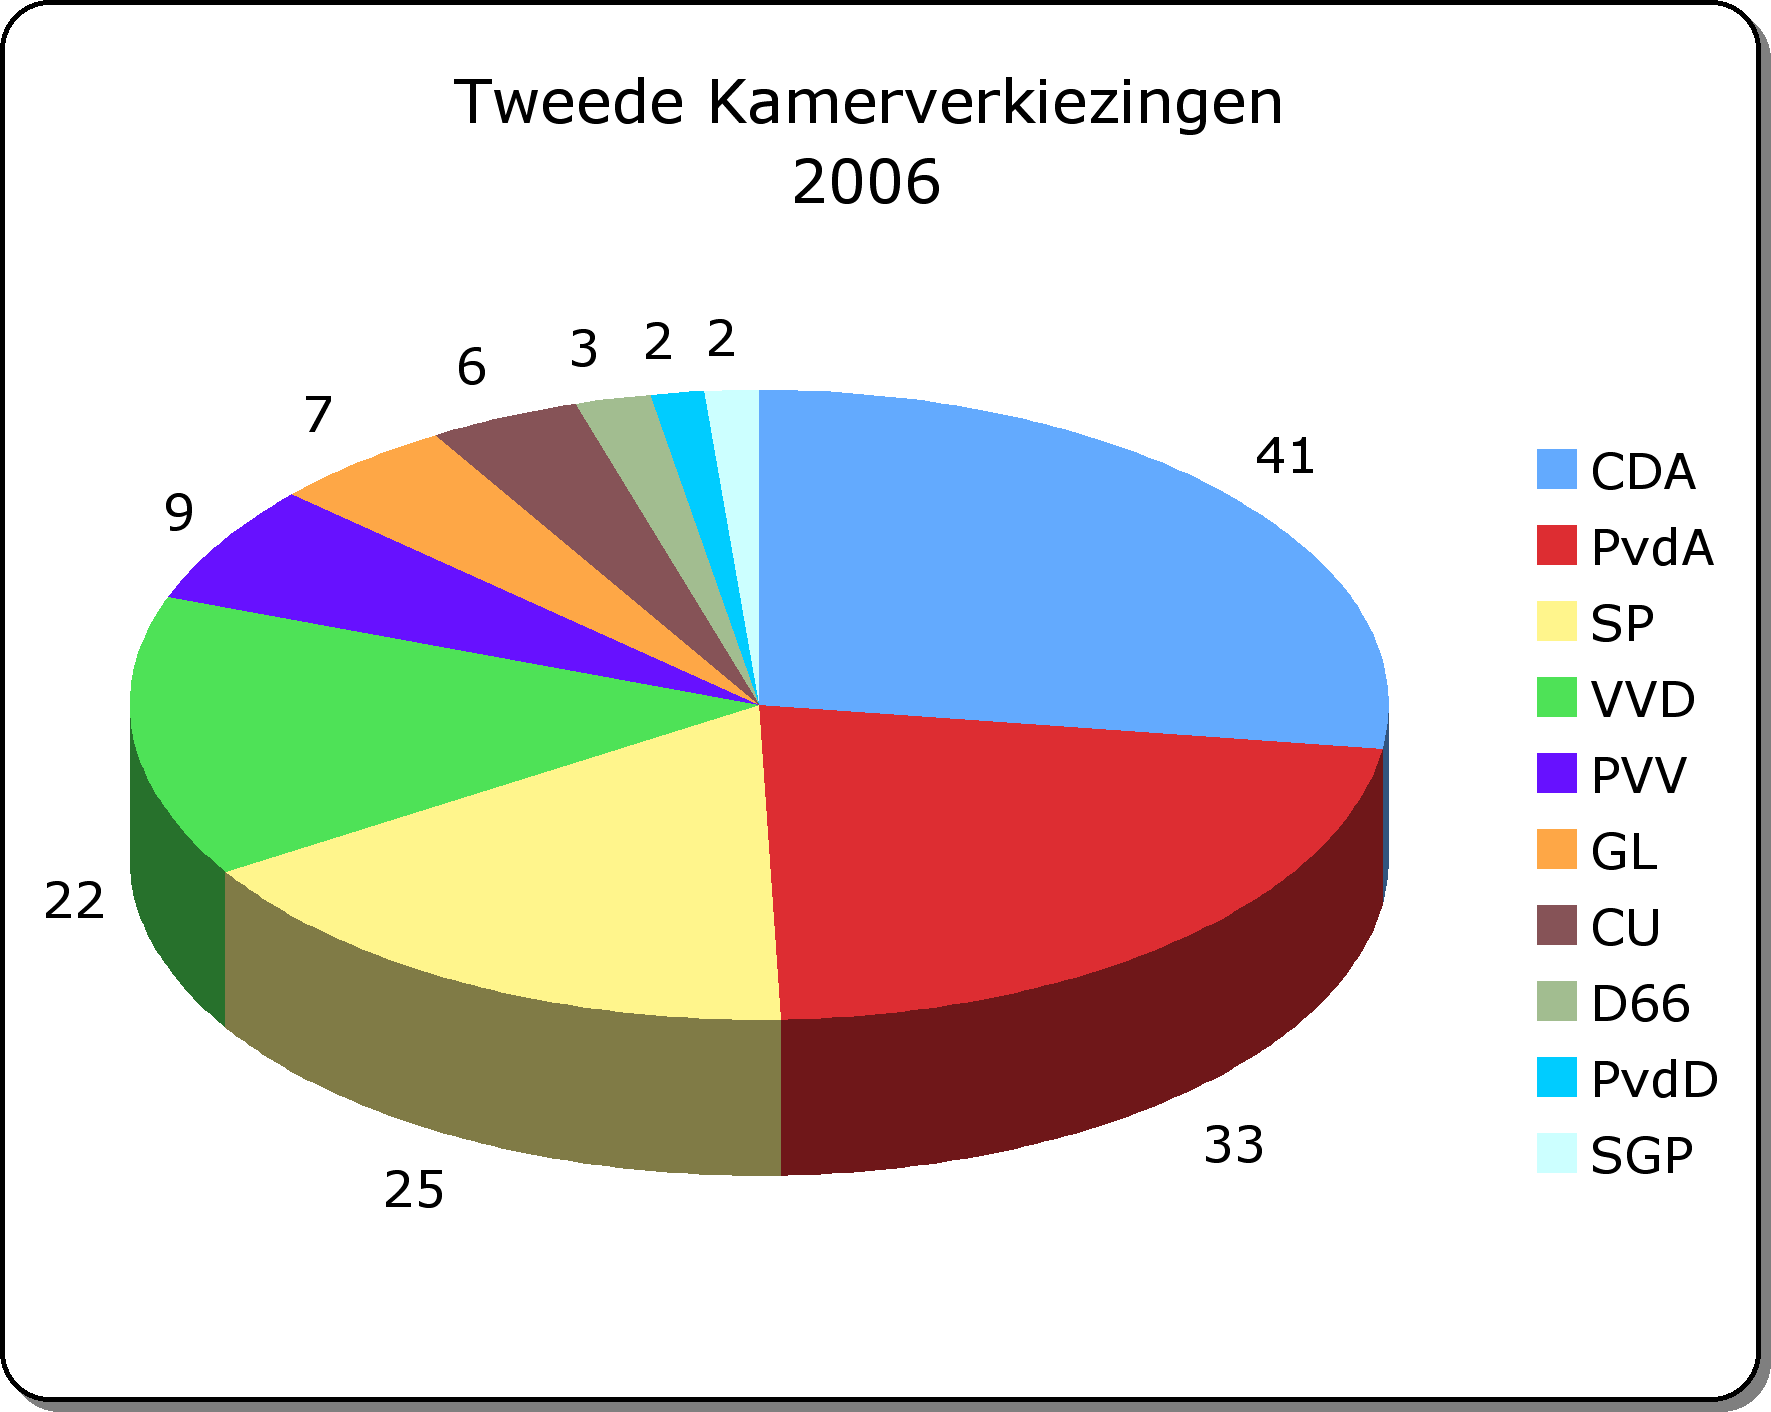 Tweede Kamerverkiezingen
2006
2
2
3
6
7
9
22
25
33
41
CDA
PvdA
SP
VVD
PVV
GL
CU
D66
PvdD
SGP